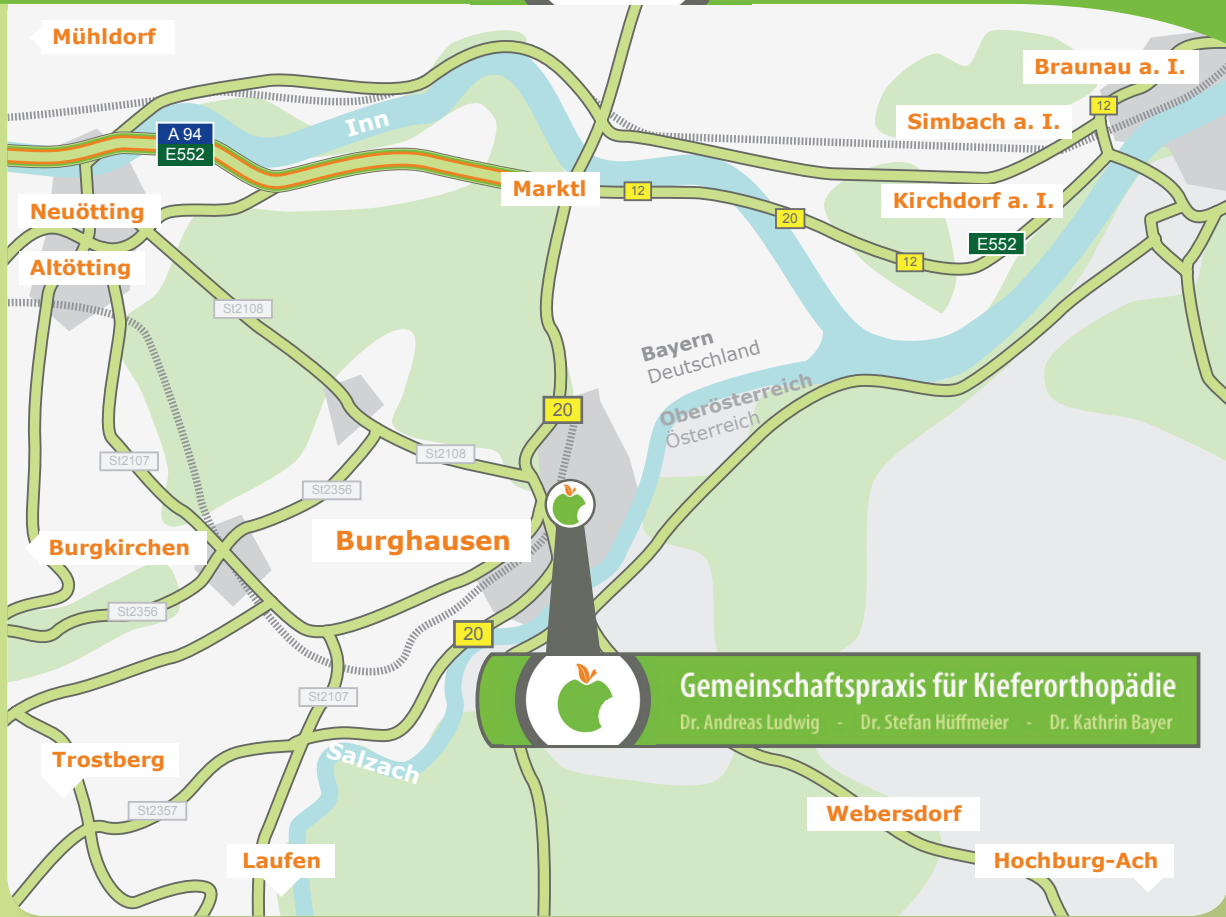 Mühldorf
Braunau a. I.
12
Simbach a. I.
Inn
A 94
E552
Marktl
12
Kirchdorf a. I.
Neuötting
20
E552
12
Altötting
St2108
Bayern
Deutschland
Oberösterreich
Österreich
20
St2107
St2108
St2356
Burghausen
Burgkirchen
St2356
20
Gemeinschaftspraxis für Kieferorthopädie
Dr. Andreas Ludwig - Dr. Stefan Hüffmeier - Dr. Kathrin Bayer
St2107
Salzach
Trostberg
St2357
Webersdorf
Laufen
Hochburg-Ach